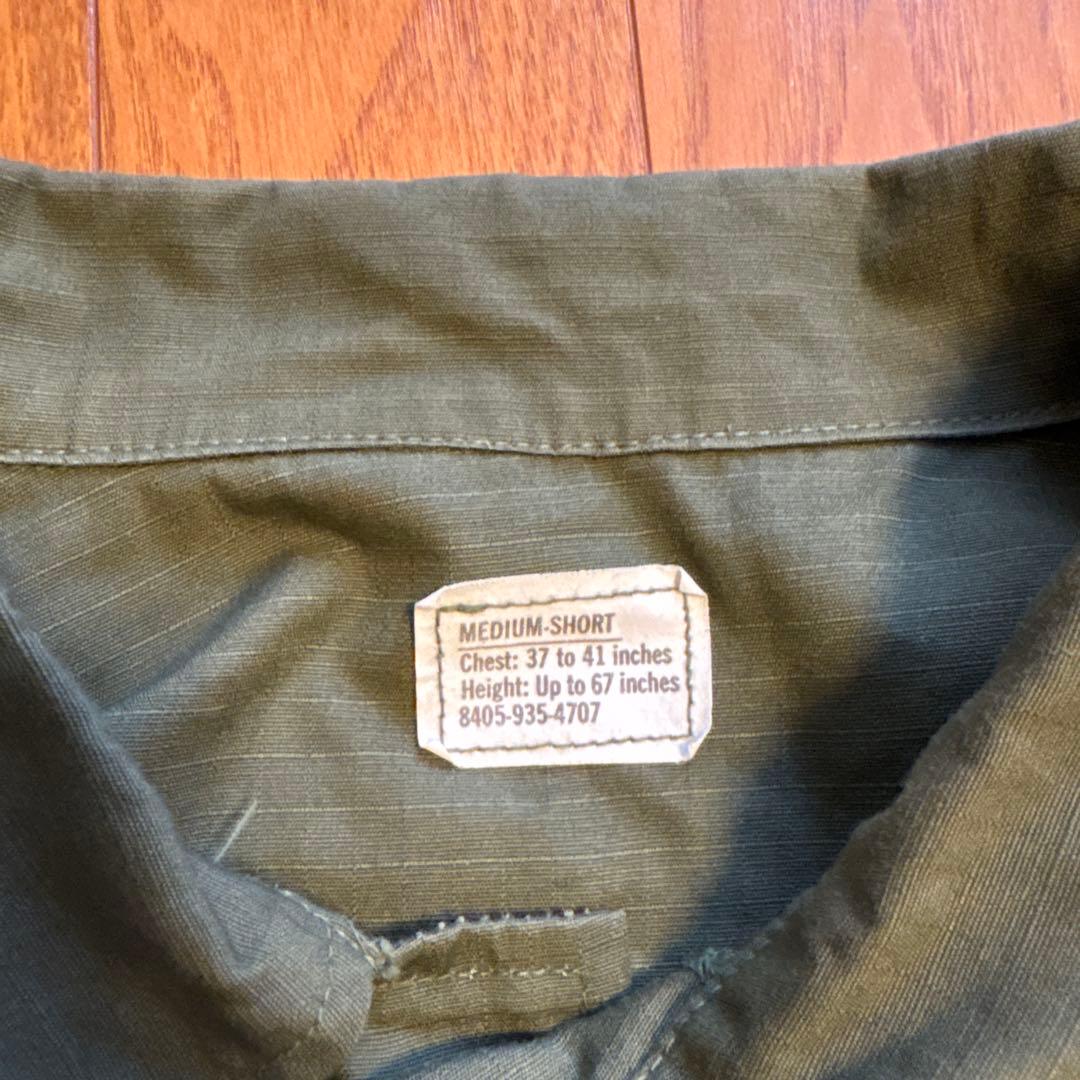 MEDIUM-SHORT
Chest: 37 to 41 inches
Height: Up to 67 inches
8405-935-4707